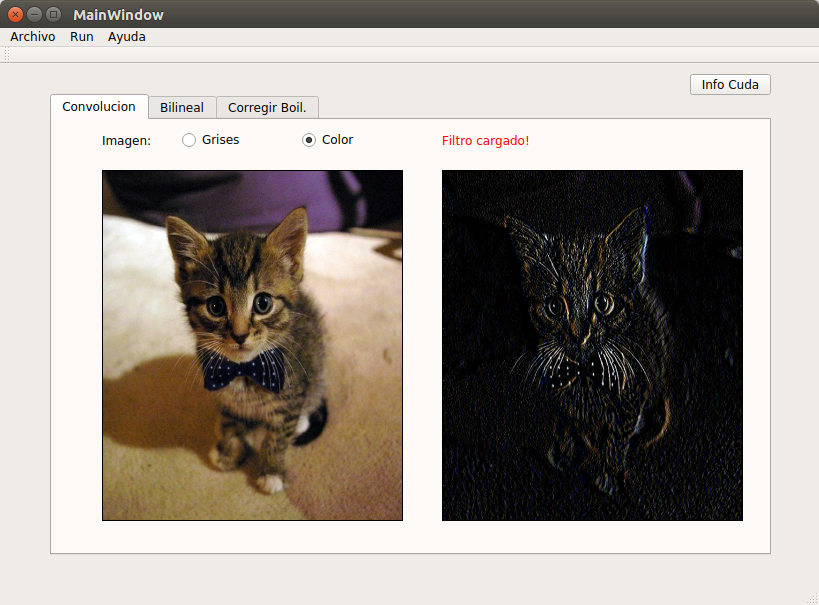 MainWindow
Archivo Run Ayuda
Info Cuda
Convolucion Bilineal Corregir Boil.
Imagen: Grises Color Filtro cargado!